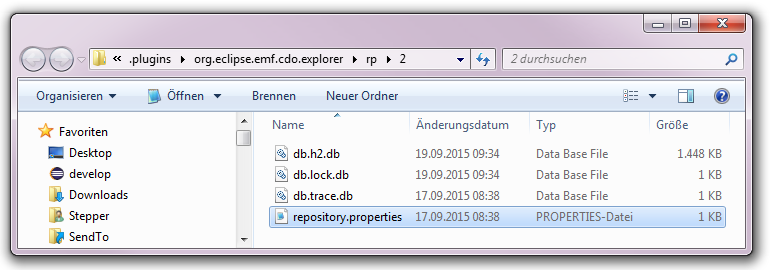 « .plugins ▸ org.eclipse.emf.cdo.explorer ▸ rp ▸ 2
2 durchsuchen
Organisieren Öffnen Brennen Neuer Ordner
Favoriten
Desktop
develop
Downloads
Stepper
SendTo
Name Änderungsdatum Typ Größe
db.h2.db 19.09.2015 09:34 Data Base File 1.448 KB
db.lock.db 19.09.2015 09:34 Data Base File 1 KB
db.trace.db 17.09.2015 08:38 Data Base File 1 KB
repository.properties 17.09.2015 08:38 PROPERTIES-Datei 1 KB